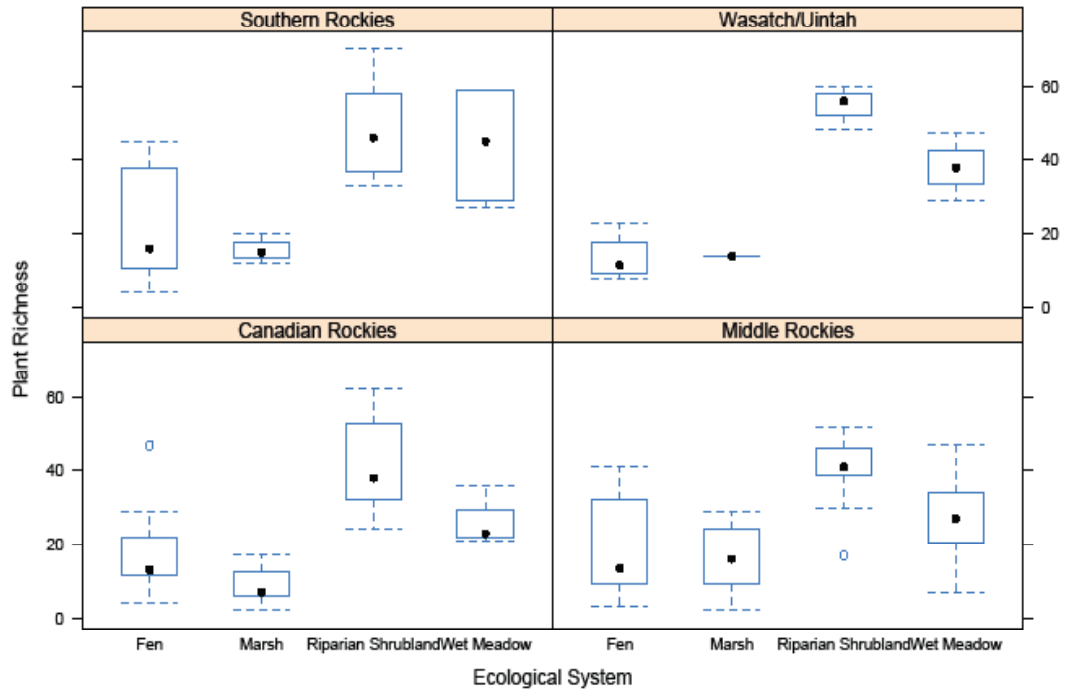 Southern Rockies
Wasatch/Uintah
60
40
20
0
Canadian Rockies
Middle Rockies
Plant Richness
60
40
20
0
Fen
Marsh
Riparian Shrubland
Wet Meadow
Fen
Marsh
Riparian Shrubland
Wet Meadow
Ecological System